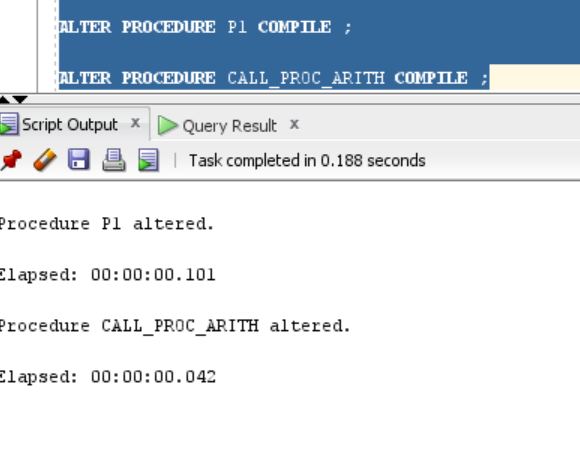 ALTER PROCEDURE P1 COMPILE ;
ALTER PROCEDURE CALL_PROC_ARITH COMPILE ;
Script Output x Query Result x
Task completed in 0.188 seconds
Procedure P1 altered.
Elapsed: 00:00:00.101
Procedure CALL_PROC_ARITH altered.
Elapsed: 00:00:00.042